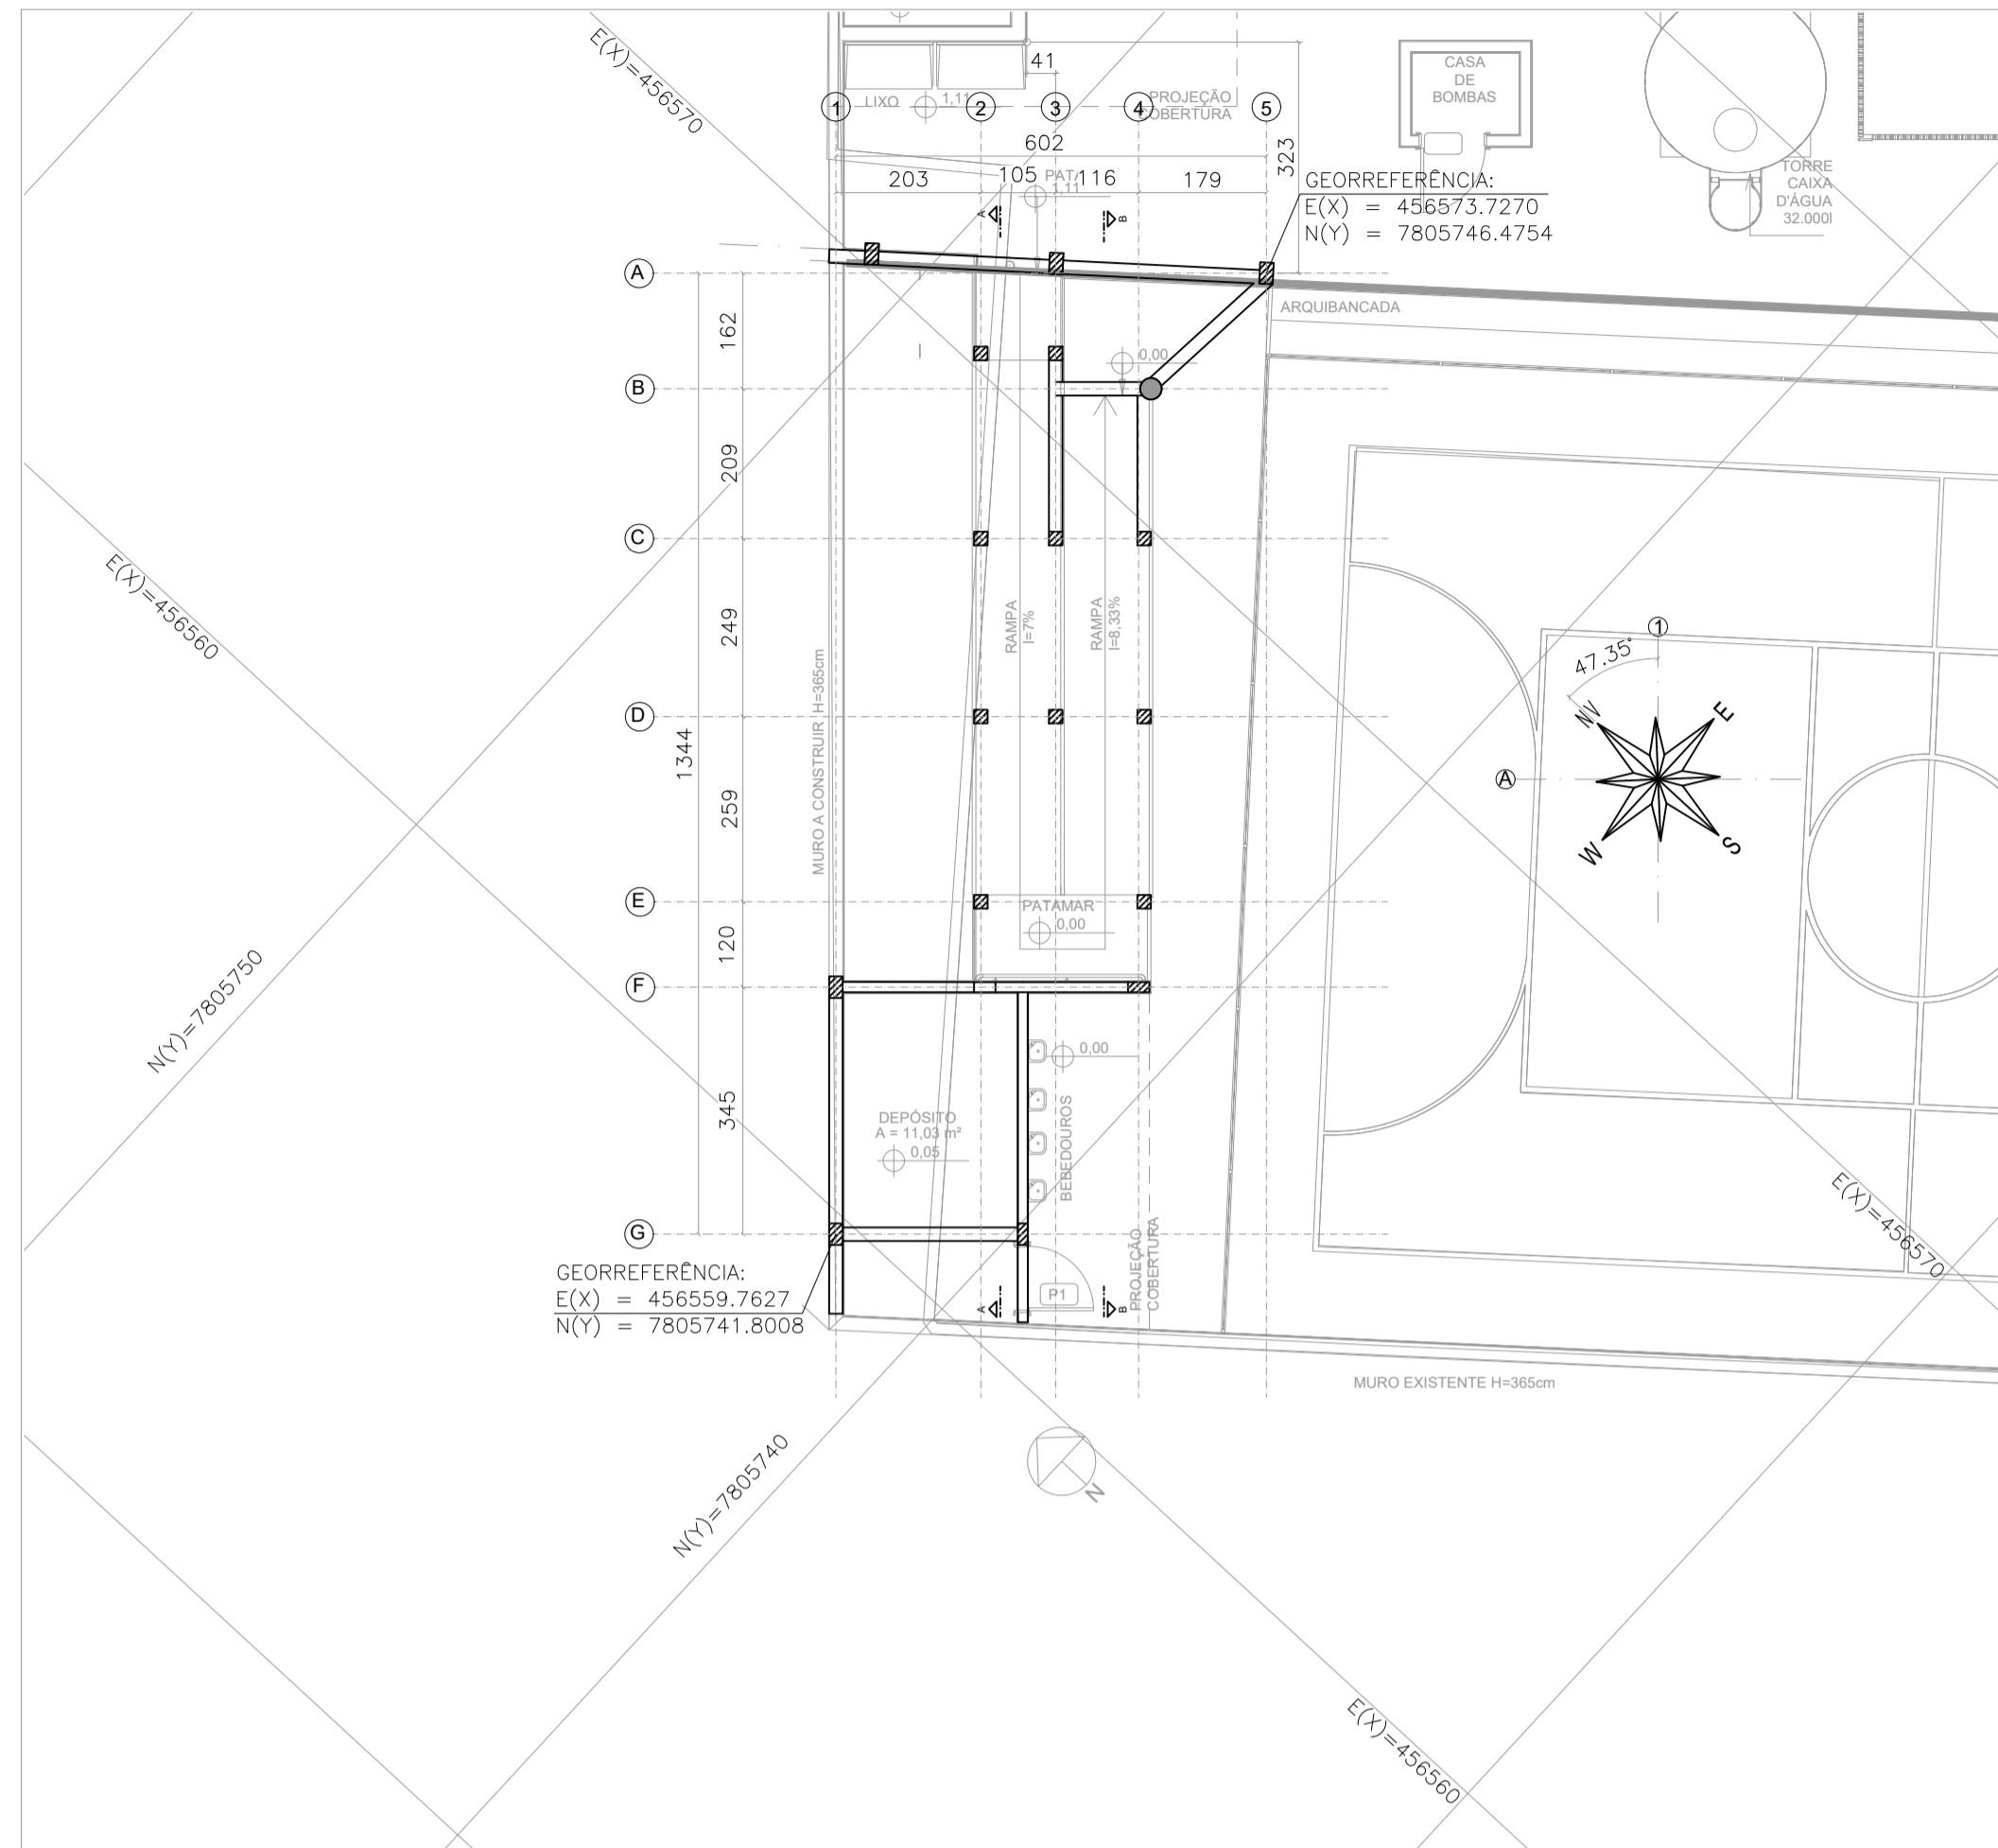 E(X)=456570
41
CASA
DE
BOMBAS
LIXO
1,11
PROJEÇÃO
COBERTURA
1
2
3
4
5
602
323
203
105
116
179
1,11
TORRE
CAIXA
D'ÁGUA
32.000l
GEORREFERÊNCIA:
E(X) = 456573.7270
N(Y) = 7805746.4754
A
B
A
ARQUIBANCADA
162
0,00
B
209
C
E(X)=456560
249
RAMPA
I=7%
RAMPA
I=8,33%
1
47.35°
E
A
W
S
D
MURO A CONSTRUIR H=365cm
1344
259
E
PATAMAR
0,00
120
F
N(Y)=7805750
0,00
345
DEPÓSITO
A = 11,03 m²
0,05
BEBEDOUROS
E(X)=456570
G
PROJEÇÃO
COBERTURA
GEORREFERÊNCIA:
E(X) = 456559.7627
N(Y) = 7805741.8008
A
P1
B
MURO EXISTENTE H=365cm
N
N(Y)=7805740
E(X)=456560